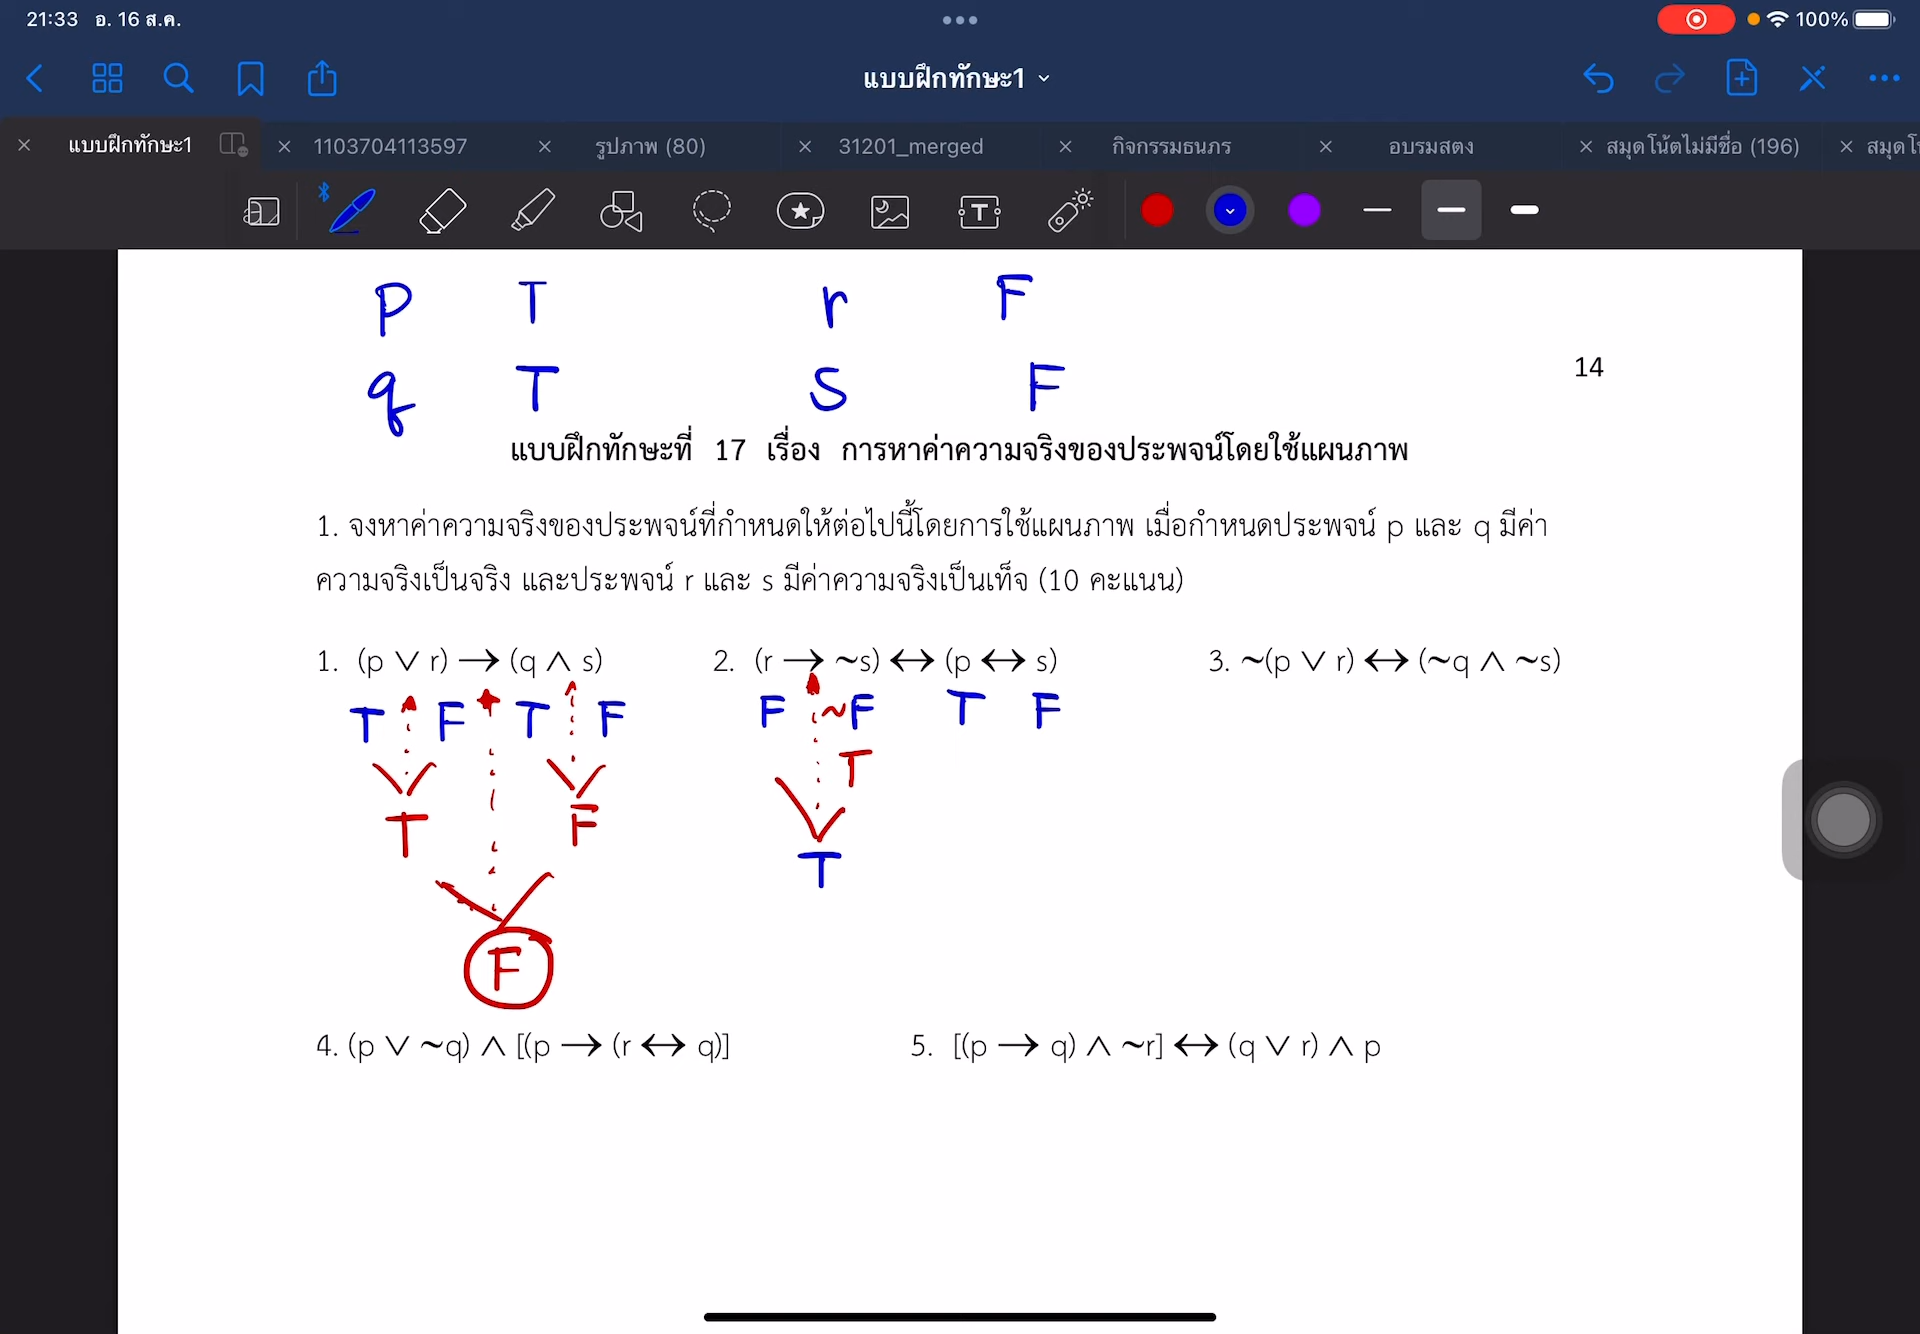 21:33 อ. 16 ส.ค.
100%
แบบฝึกทักษะ1
แบบฝึกทักษะ1 1103704113597 รูปภาพ (80) 31201_merged กิจกรรมธนภร อบรมสตง สมุดโน้ตไม่มีชื่อ (196)
P T r F
14
q T S F
แบบฝึกทักษะที่ 17 เรื่อง การหาค่าความจริงของประพจน์โดยใช้แผนภาพ
1. จงหาค่าความจริงของประพจน์ที่กำหนดให้ต่อไปนี้โดยการใช้แผนภาพ เมื่อกำหนดประพจน์ p และ q มีค่า
ความจริงเป็นจริง และประพจน์ r และ s มีค่าความจริงเป็นเท็จ (10 คะแนน)
1. (p ∨ r) → (q ∧ s) 2. (r → ~s) ↔ (p ↔ s) 3. ~(p ∨ r) ↔ (~q ∧ ~s)
T F T F F ~F T F
T
T F
T
F
4. (p ∨ ~q) ∧ [(p → (r ↔ q)] 5. [(p → q) ∧ ~r] ↔ (q ∨ r) ∧ p